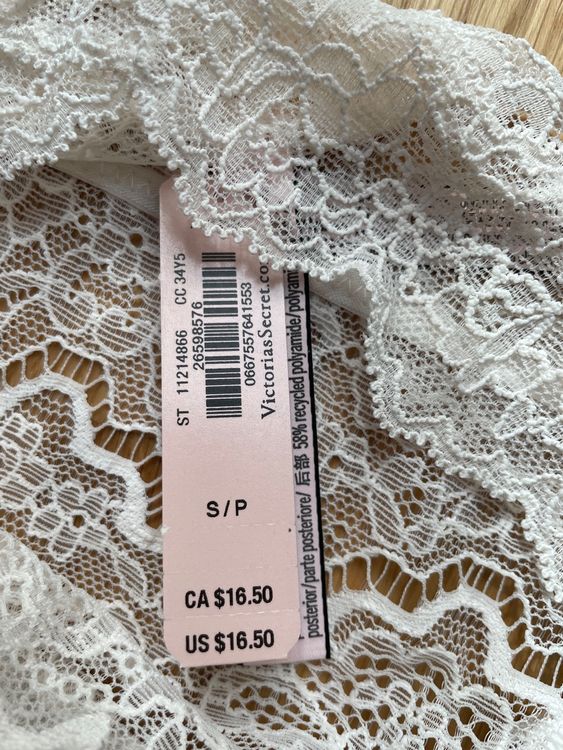 ST 11214866 CC 34Y5
26598576
0667557641553
VictoriasSecret.co
posterior/parte posteriore/ 后部 58% recycled polyamide/polyam
S/P
CA $16.50
US $16.50